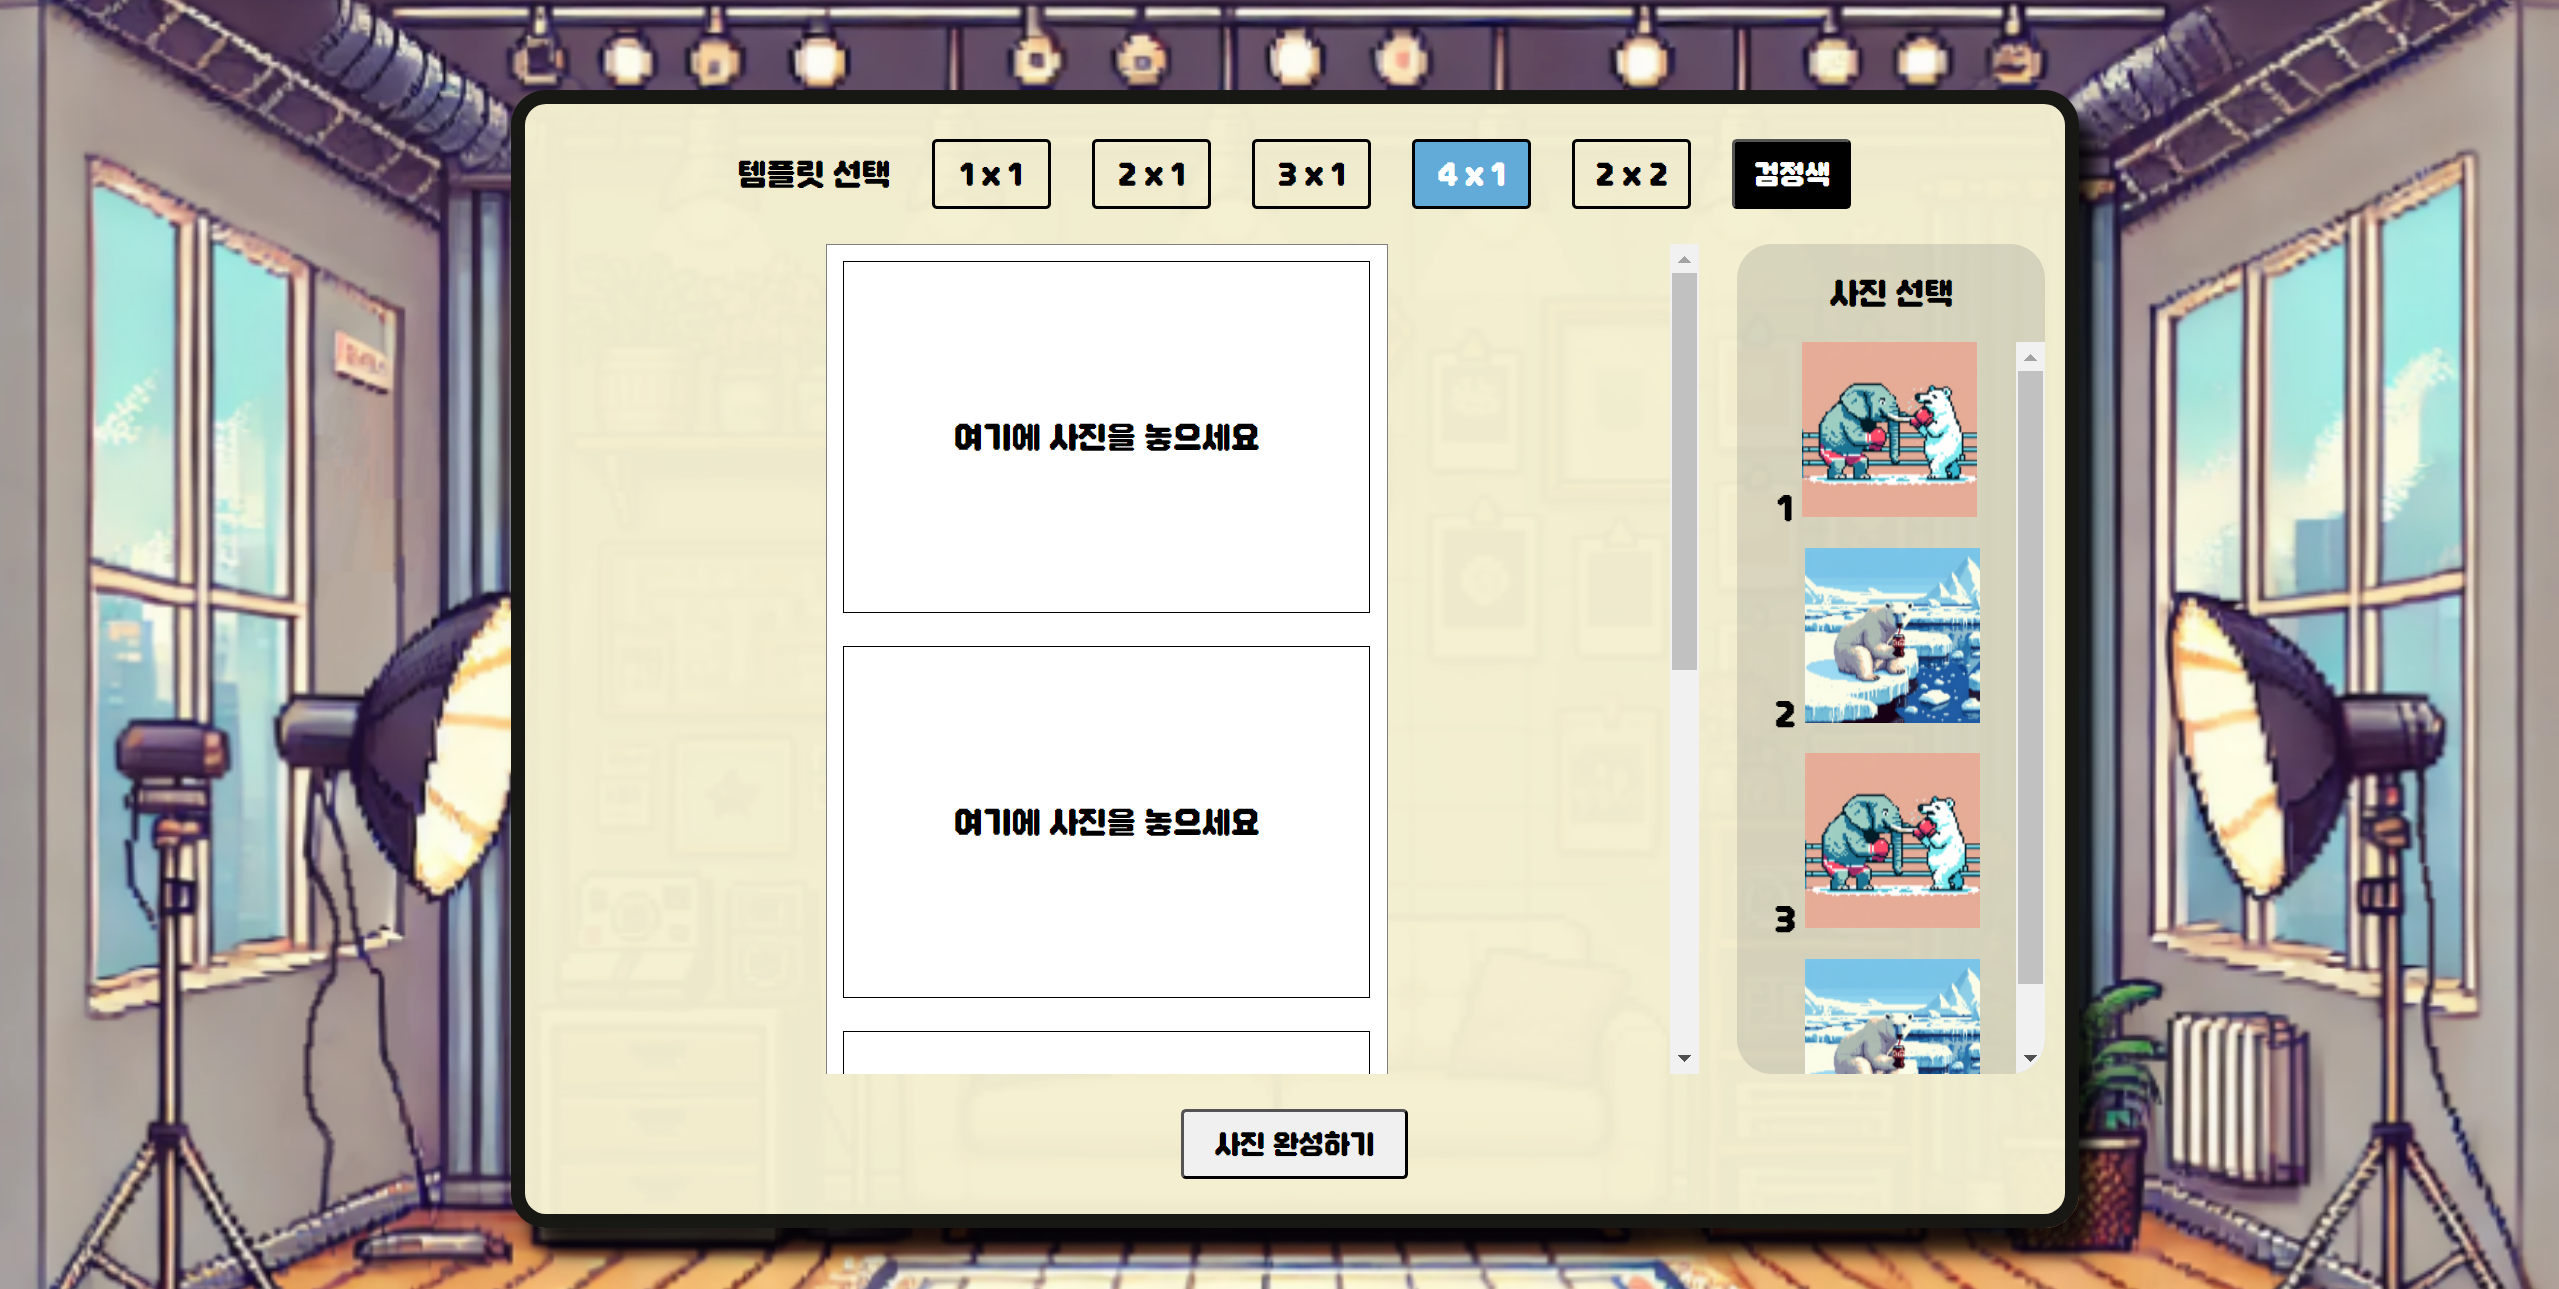 템플릿 선택
1 x 1
2 x 1
3 x 1
4 x 1
2 x 2
검정색
사진 선택
여기에 사진을 놓으세요
1
2
여기에 사진을 놓으세요
3
사진 완성하기